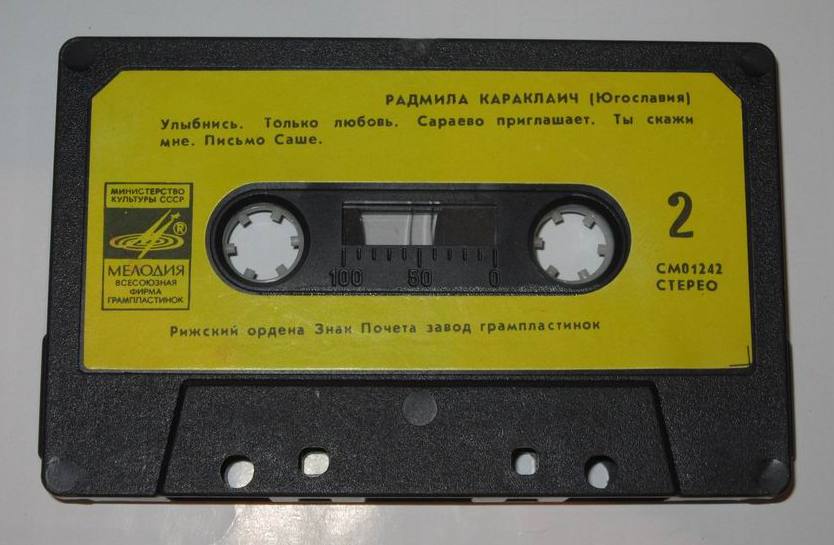 РАДМИЛА КАРАКЛАИЧ (Югославия)
Улыбнись. Только любовь. Сараево приглашает. Ты скажи
мне. Письмо Саше.
МИНИСТЕРСТВО
КУЛЬТУРЫ СССР
®
МЕЛОДИЯ
ВСЕСОЮЗНАЯ
ФИРМА
ГРАМПЛАСТИНОК
2
СМ01242
СТЕРЕО
100 50 0
Рижский ордена Знак Почета завод грампластинок